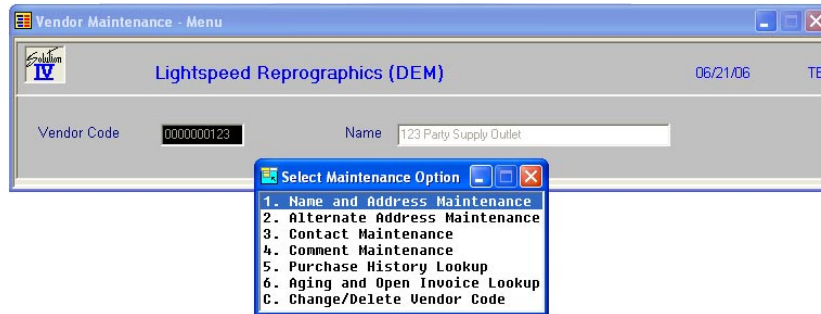 Vendor Maintenance - Menu
Solution IV
Lightspeed Reprographics (DEM)
06/21/06
TE
Vendor Code
0000000123
Name
123 Party Supply Outlet
Select Maintenance Option
1. Name and Address Maintenance
2. Alternate Address Maintenance
3. Contact Maintenance
4. Comment Maintenance
5. Purchase History Lookup
6. Aging and Open Invoice Lookup
C. Change/Delete Vendor Code